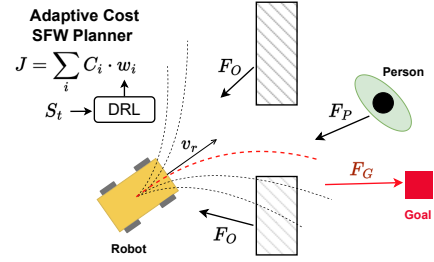 Adaptive Cost
SFW Planner
J = ∑_i C_i · w_i
S_t → DRL
F_O
Person
F_P
v_r
F_G
F_O
Goal
Robot